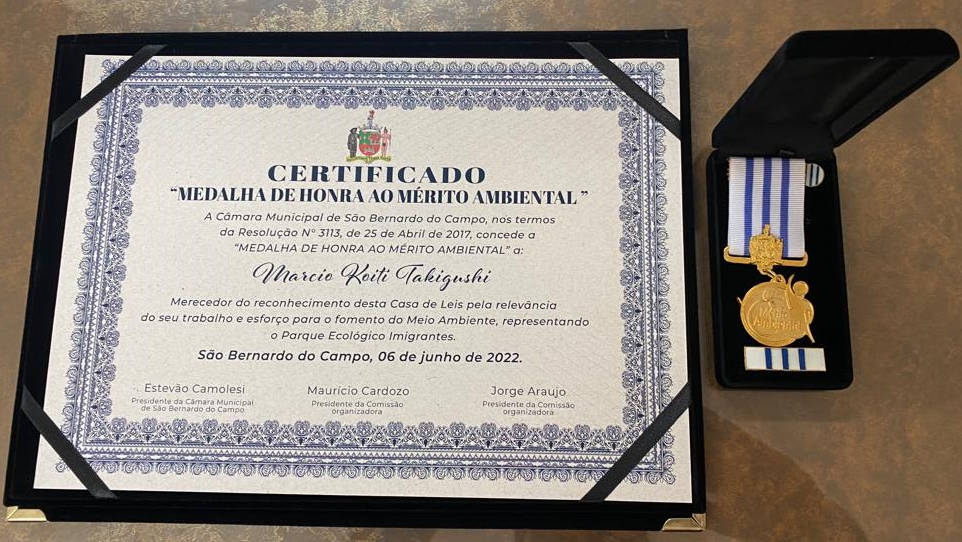 CERTIFICADO
“MEDALHA DE HONRA AO MÉRITO AMBIENTAL”
A Câmara Municipal de São Bernardo do Campo, nos termos
da Resolução N° 3113, de 25 de Abril de 2017, concede a
“MEDALHA DE HONRA AO MÉRITO AMBIENTAL” a:
Marcio Koiti Takigushi
Merecedor do reconhecimento desta Casa de Leis pela relevância
do seu trabalho e esforço para o fomento do Meio Ambiente, representando
o Parque Ecológico Imigrantes.
São Bernardo do Campo, 06 de junho de 2022.
Estevão Camolesi
Presidente da Câmara Municipal
de São Bernardo do Campo
Maurício Cardozo
Presidente da Comissão
organizadora
Jorge Araujo
Presidente da Comissão
organizadora
Meio
Ambiente